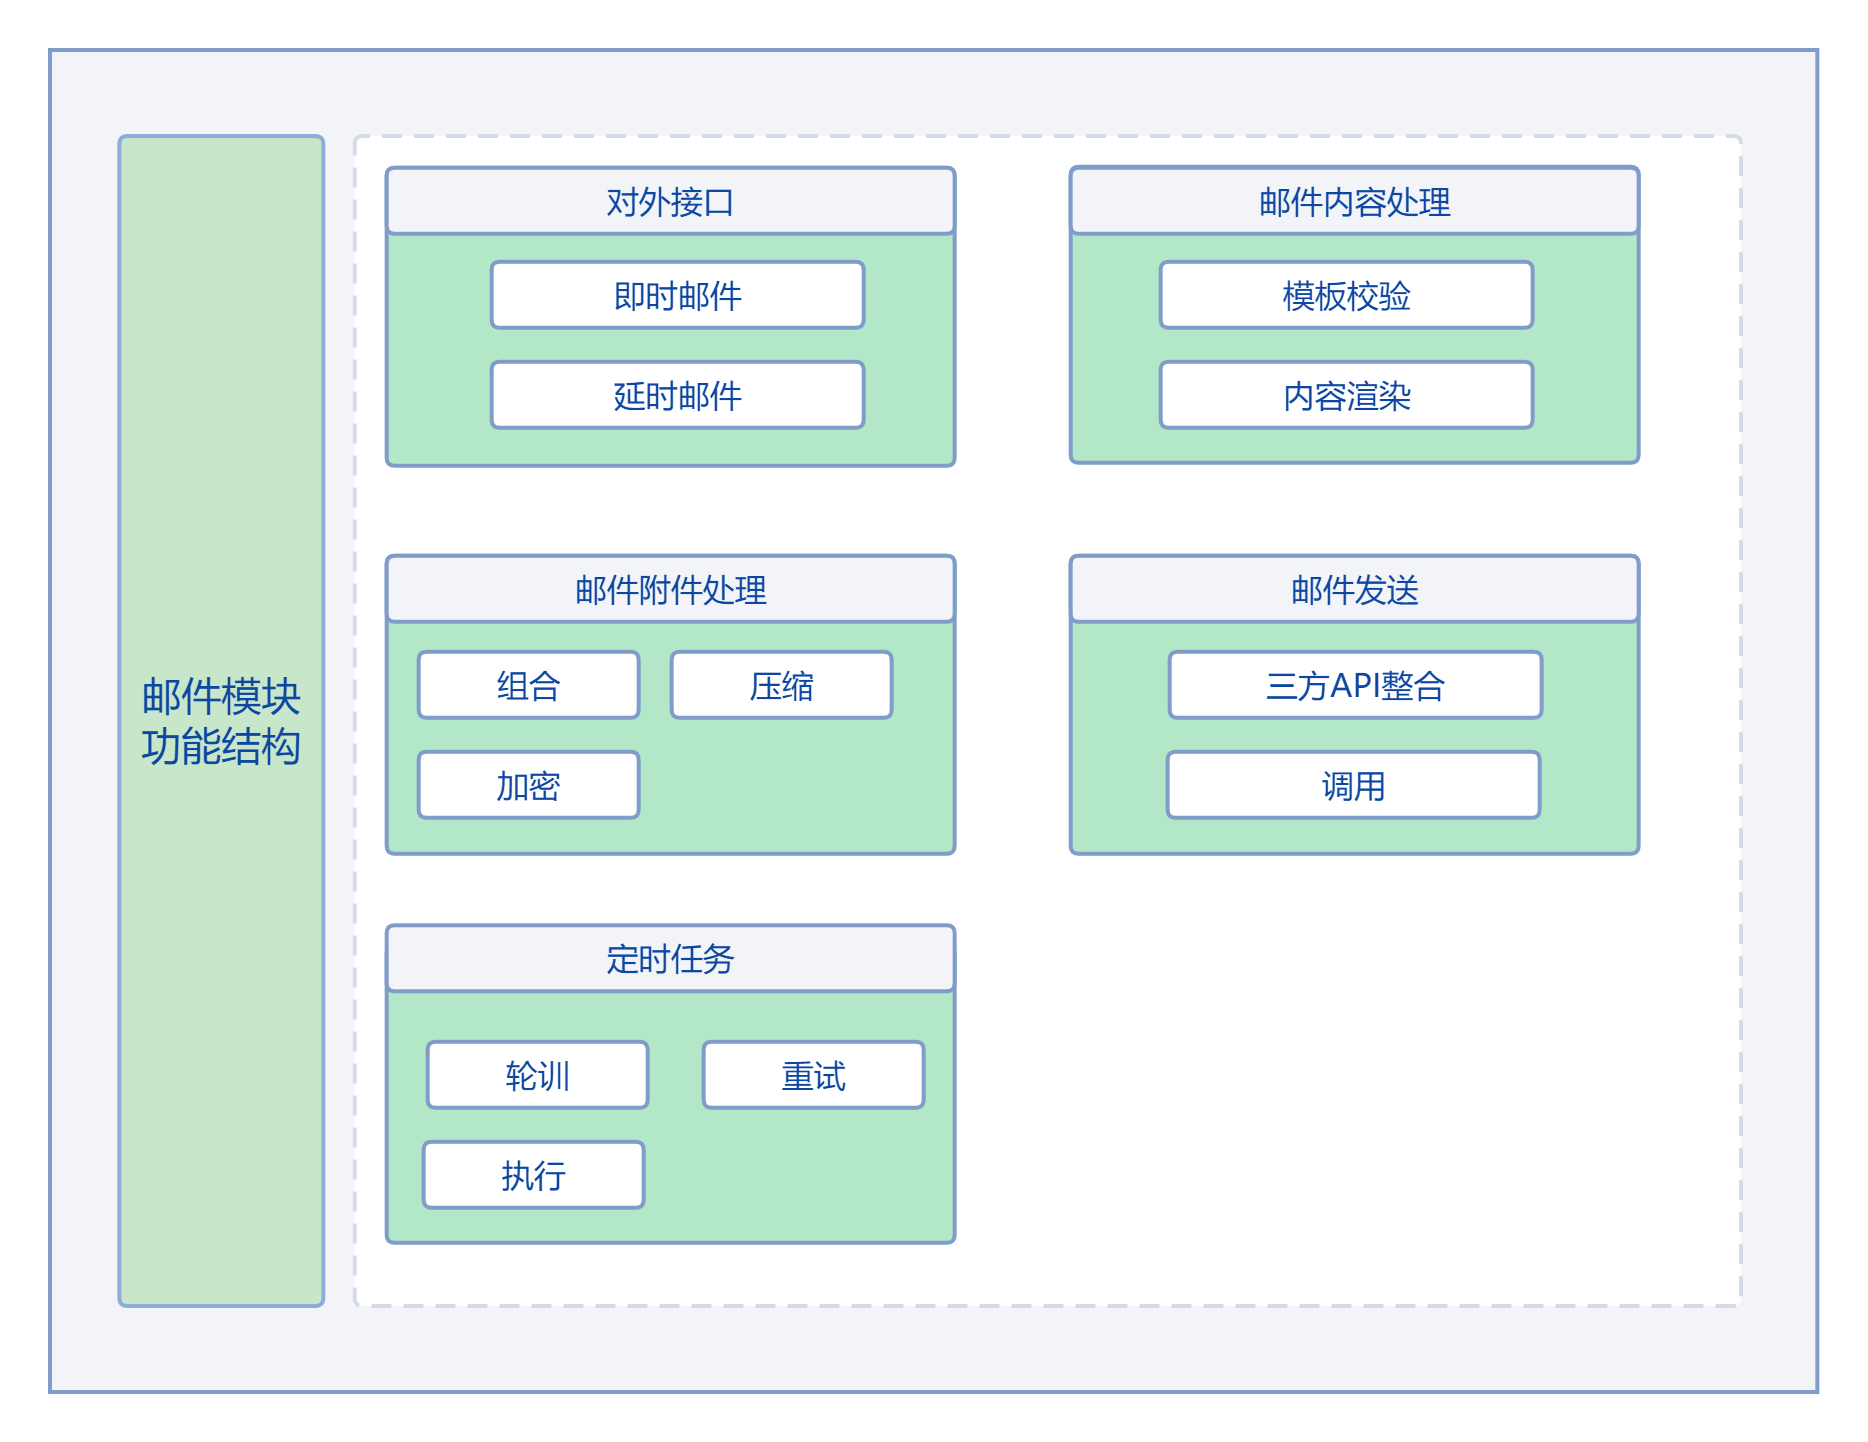 邮件模块
功能结构
对外接口
即时邮件
延时邮件
邮件内容处理
模板校验
内容渲染
邮件附件处理
组合
压缩
加密
邮件发送
三方API整合
调用
定时任务
轮训
重试
执行